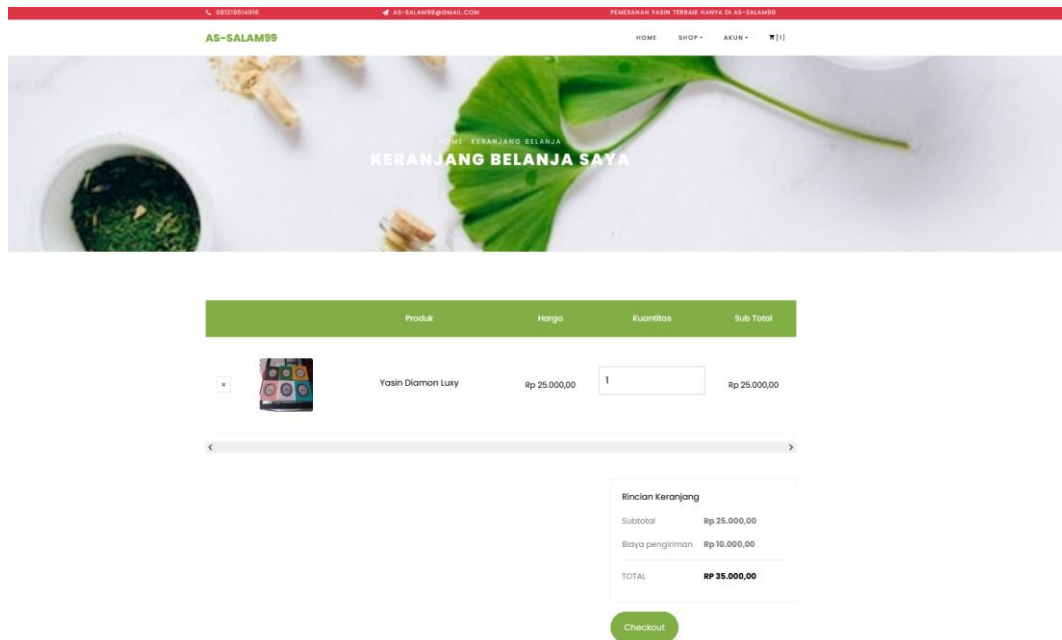 AS-SALAM99@GMAIL.COM
PEMESANAN YASIN TERBAIK HANYA DI AS-SALAM99
AS-SALAM99
HOME SHOP AKUN [1]
HOME KERANJANG BELANJA
KERANJANG BELANJA SAYA
Produk Harga Kuantitas Sub Total
× Yasin Diamon Luxy Rp 25.000,00 1 Rp 25.000,00
Rincian Keranjang
Subtotal Rp 25.000,00
Biaya pengiriman Rp 10.000,00
TOTAL RP 35.000,00
Checkout